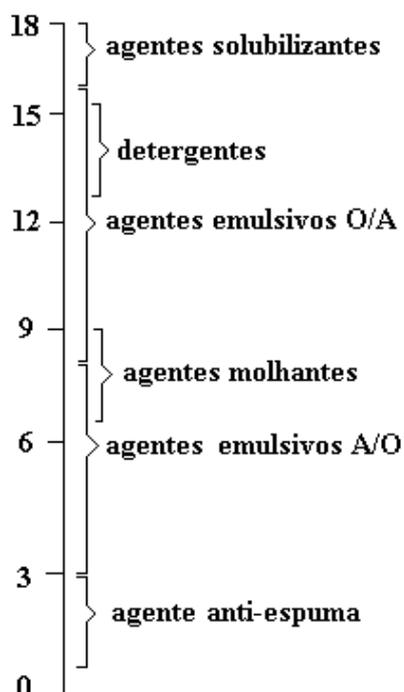 18
agentes solubilizantes
15
detergentes
12
agentes emulsivos O/A
9
agentes molhantes
6
agentes emulsivos A/O
3
agente anti-espuma
0